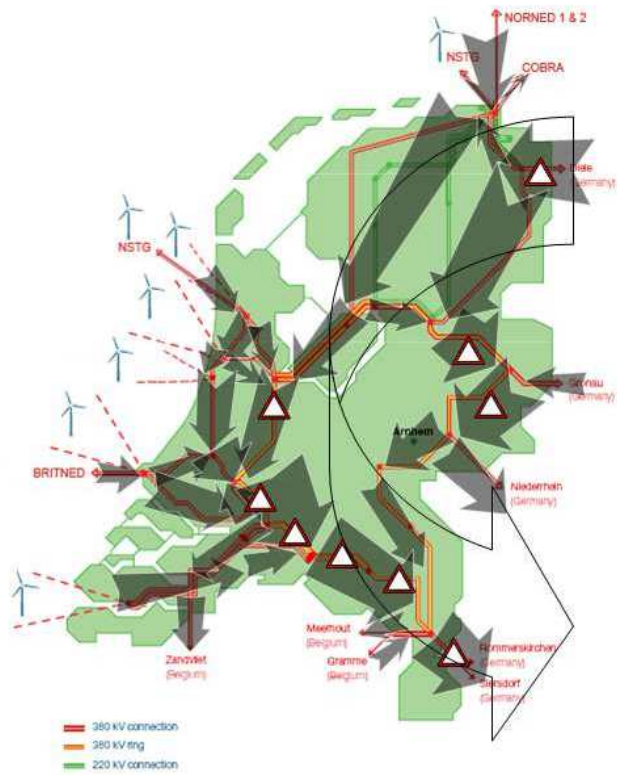 NORNED 1 & 2
NSTG
COBRA
Diele
(Germany)
NSTG
Gronau
(Germany)
Arnhem
BRITNED
Niederrhein
(Germany)
Meerhout
(Belgium)
Gramme
(Belgium)
Rommerskirchen
(Germany)
Siersdorf
(Germany)
Zandvliet
(Belgium)
380 kV connection
380 kV ring
220 kV connection